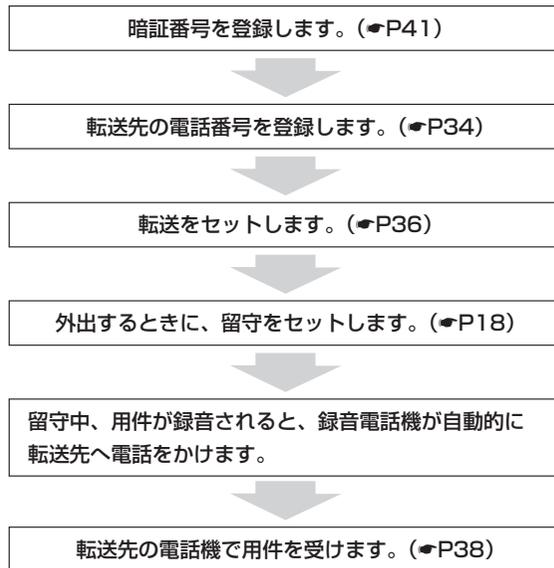 暗証番号を登録します。(☛P41)
転送先の電話番号を登録します。(☛P34)
転送をセットします。(☛P36)
外出するときに、留守をセットします。(☛P18)
留守中、用件が録音されると、録音電話機が自動的に
転送先へ電話をかけます。
転送先の電話機で用件を受けます。(☛P38)